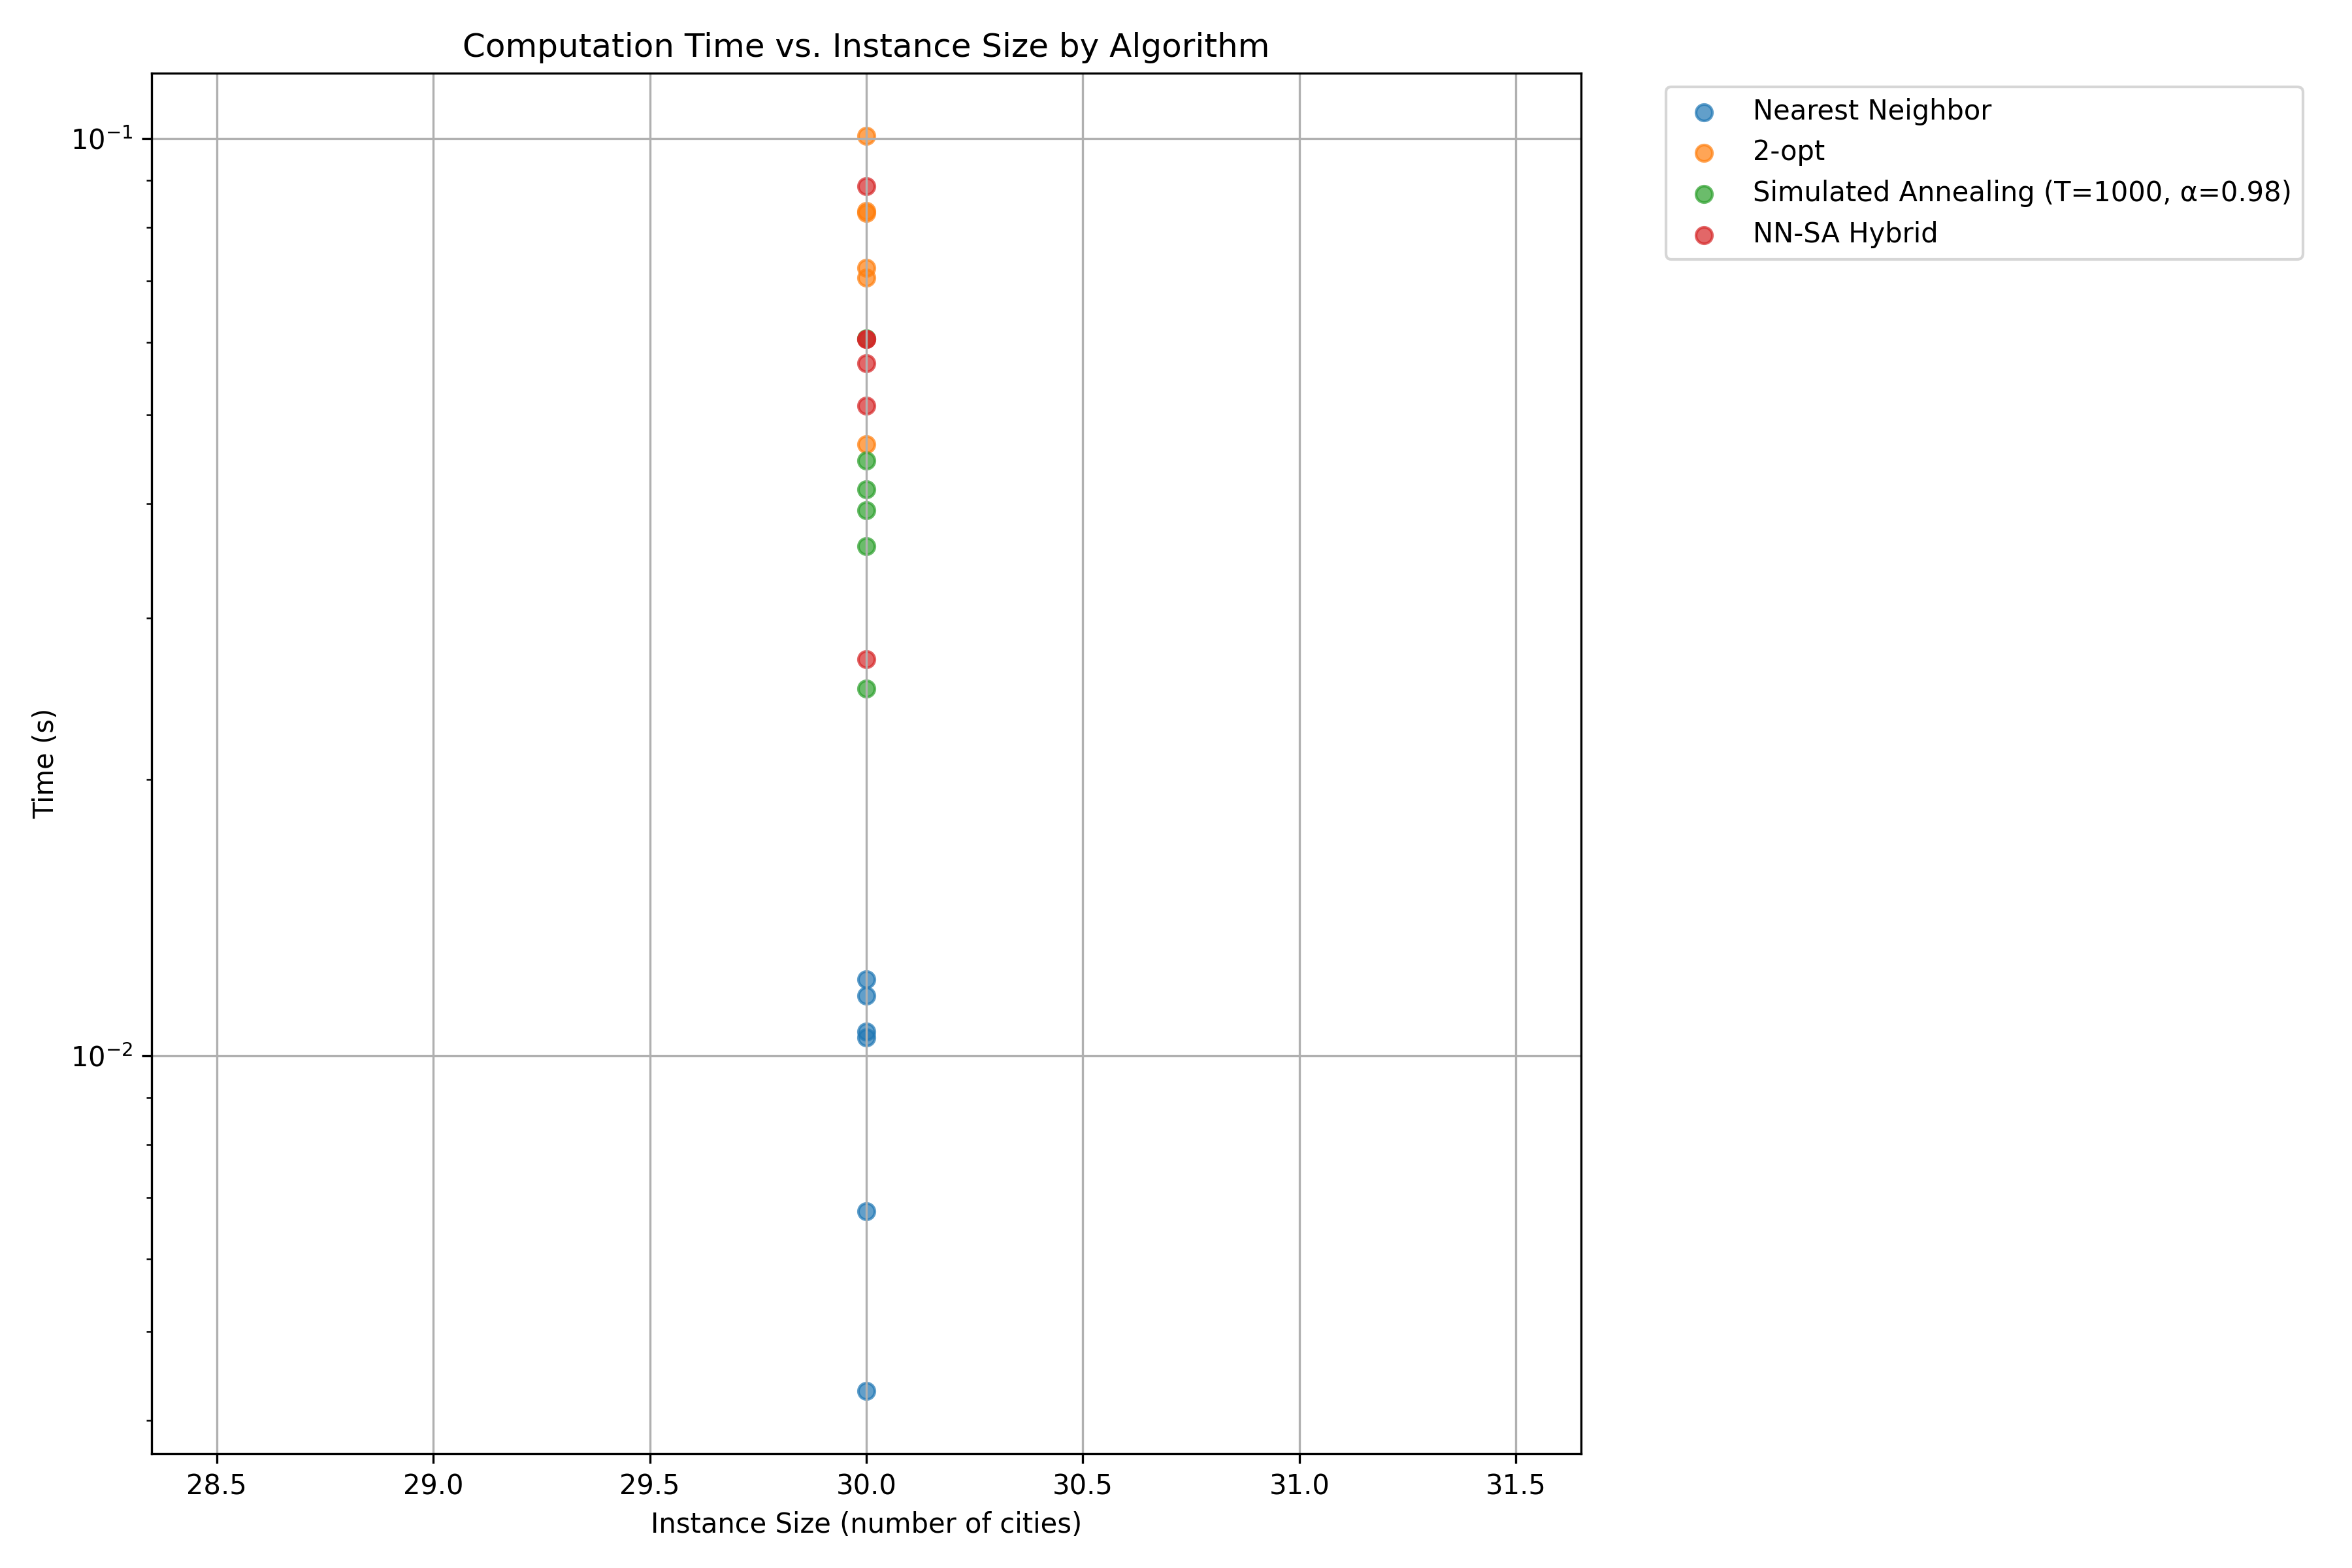 Computation Time vs. Instance Size by Algorithm
Nearest Neighbor
2-opt
Simulated Annealing (T=1000, α=0.98)
NN-SA Hybrid
10⁻¹
10⁻²
Time (s)
28.5 29.0 29.5 30.0 30.5 31.0 31.5
Instance Size (number of cities)